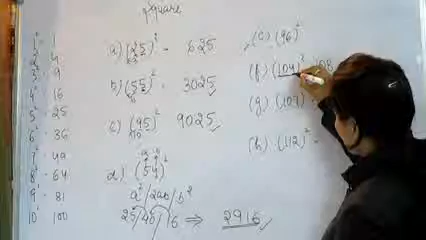 Square
1² 1
2² 4
3² 9
4² 16
5² 25
6² 36
7² 49
8² 64
9² 81
10² 100
a) (25)² - 625
b) (55)² 3025
c) (95)² 9025
d) (54)²
a²/2ab/b²
25/40/16 ⇒ 2916
(e) (96)²
(f) (104)² 108
(g) (107)
(h) (112)² -